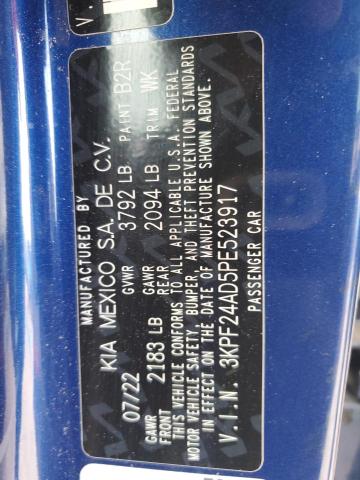 V.
MANUFACTURED BY
KIA MEXICO S.A. DE C.V.
07/22 GVWR 3792 LB PAINT B2R
GAWR FRONT 2183 LB GAWR REAR 2094 LB TRIM WK
THIS VEHICLE CONFORMS TO ALL APPLICABLE U.S.A. FEDERAL
MOTOR VEHICLE SAFETY, BUMPER, AND THEFT PREVENTION STANDARDS
IN EFFECT ON THE DATE OF MANUFACTURE SHOWN ABOVE.
V.I.N. 3KPF24AD5PE523917
PASSENGER CAR